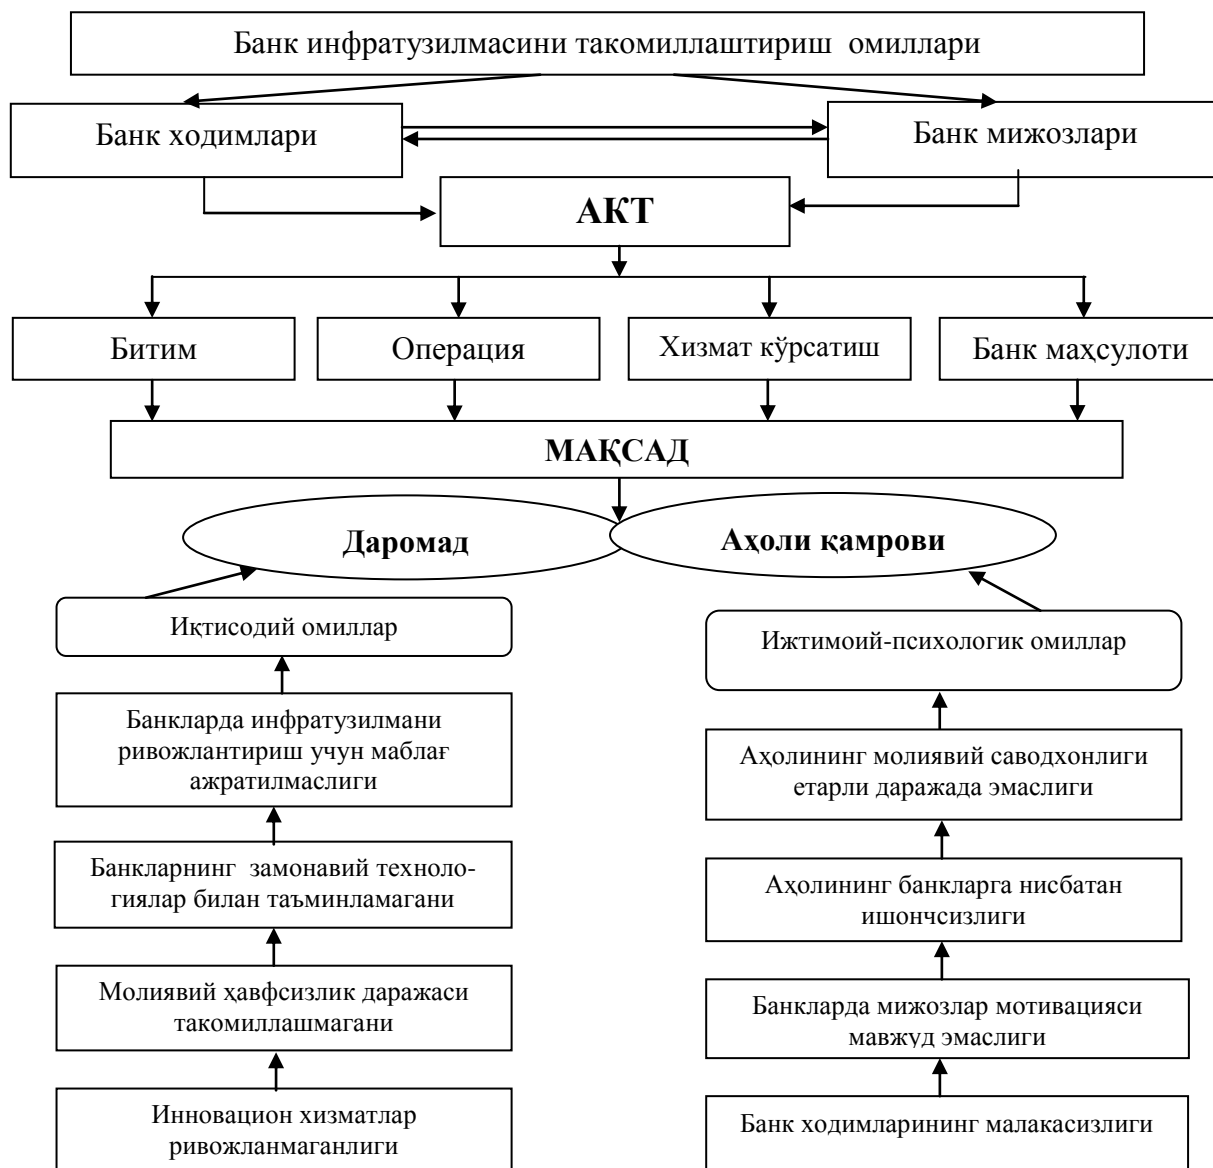 Банк инфратузилмасини такомиллаштириш омиллари
Банк ходимлари
Банк мижозлари
АКТ
Битим
Операция
Хизмат кўрсатиш
Банк маҳсулоти
МАҚСАД
Даромад
Аҳоли қамрови
Иқтисодий омиллар
Ижтимоий-психологик омиллар
Банкларда инфратузилмани
ривожлантириш учун маблағ
ажратилмаслиги
Аҳолининг молиявий саводхонлиги
етарли даражада эмаслиги
Банкларнинг замонавий техноло-
гиялар билан таъминламагани
Аҳолининг банкларга нисбатан
ишончсизлиги
Молиявий ҳавфсизлик даражаси
такомиллашмагани
Банкларда мижозлар мотивацияси
мавжуд эмаслиги
Инновацион хизматлар
ривожланмаганлиги
Банк ходимларининг малакасизлиги